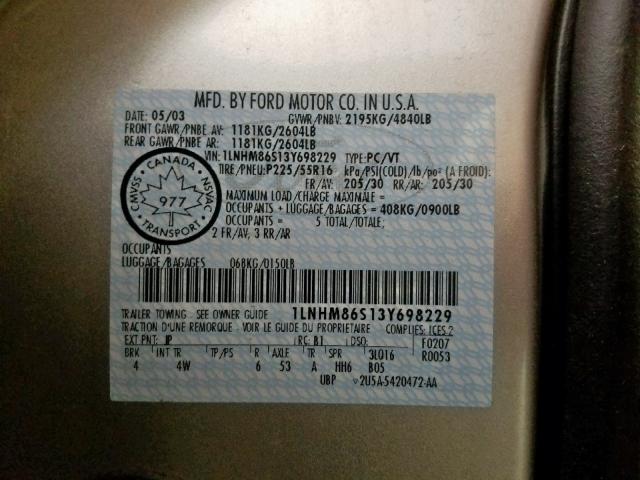 MFD. BY FORD MOTOR CO. IN U.S.A.
DATE: 05/03 GVWR/PNBV: 2195KG/4840LB
FRONT GAWR/PNBE AV: 1181KG/2604LB
REAR GAWR/PNBE AR: 1181KG/2604LB
VIN: 1LNHM86S13Y698229 TYPE: PC/VT
TIRE/PNEU: P225/55R16 kPa/PSI(COLD)/lb/po² (A FROID):
FR/AV: 205/30 RR/AR: 205/30
MAXIMUM LOAD/CHARGE MAXIMALE =
OCCUPANTS + LUGGAGE/BAGAGES = 408KG/0900LB
OCCUPANTS = 5 TOTAL/TOTALE;
2 FR/AV, 3 RR/AR
CMVSS • CANADA • NSVAC
977
TRANSPORT
OCCUPANTS
LUGGAGE/BAGAGES 068KG/0150LB
TRAILER TOWING - SEE OWNER GUIDE 1LNHM86S13Y698229
TRACTION D'UNE REMORQUE - VOIR LE GUIDE DU PROPRIETAIRE COMPLIES: ICES 2
EXT PNT: JP RC: B1 DSO: F0207
BRK INT TR TP/PS R AXLE TR SPR 3L016 R0053
4 4W 6 53 A HH6 B05
UBP 2U5A-5420472-AA